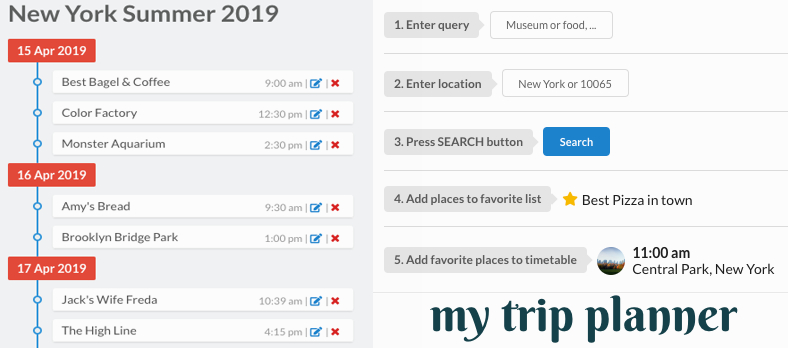 New York Summer 2019
15 Apr 2019
Best Bagel & Coffee 9:00 am | |
Color Factory 12:30 pm | |
Monster Aquarium 2:30 pm | |
16 Apr 2019
Amy's Bread 9:30 am | |
Brooklyn Bridge Park 1:00 pm | |
17 Apr 2019
Jack's Wife Freda 10:39 am | |
The High Line 4:15 pm | |
1. Enter query Museum or food, ...
2. Enter location New York or 10065
3. Press SEARCH button Search
4. Add places to favorite list Best Pizza in town
5. Add favorite places to timetable 11:00 am
Central Park, New York
my trip planner